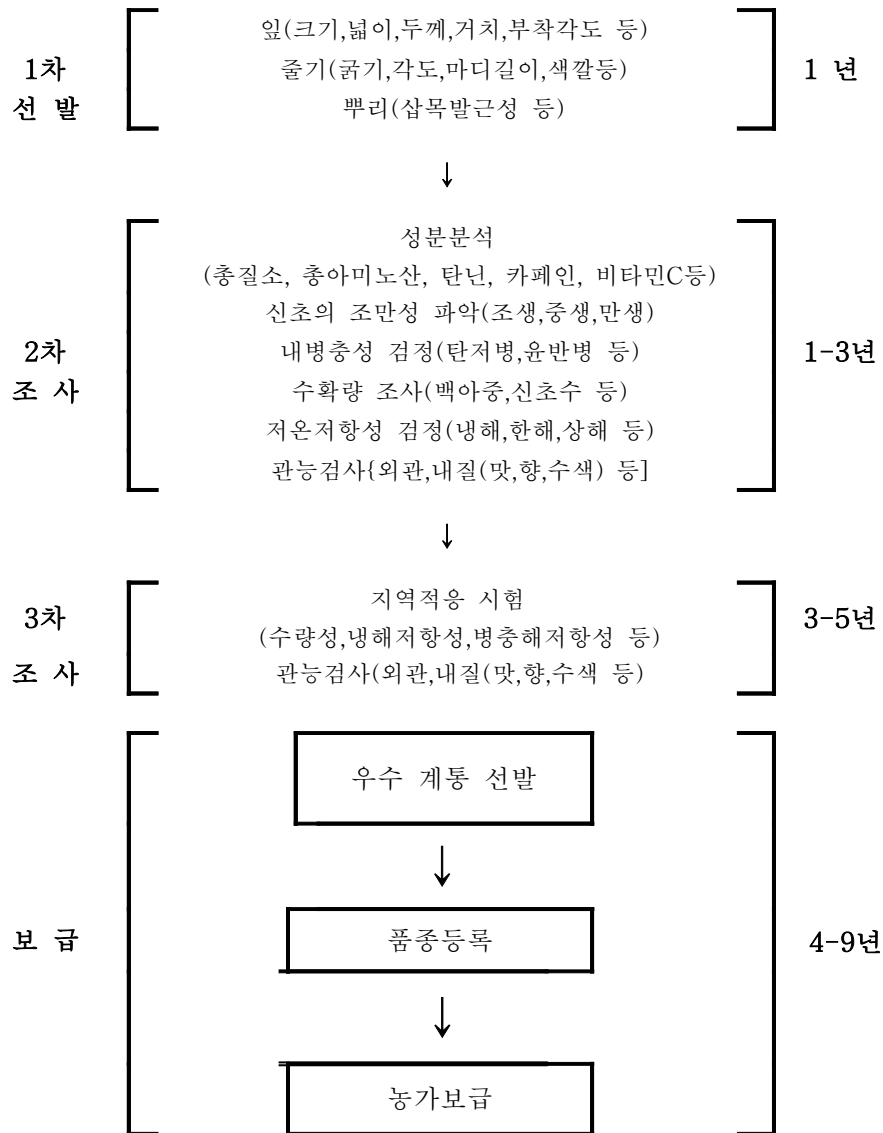 잎(크기,넓이,두께,거치,부착각도 등)
1차
선 발
줄기(굵기,각도,마디길이,색깔등)
뿌리(삽목발근성 등)
1 년
↓
성분분석
(총질소, 총아미노산, 탄닌, 카페인, 비타민C등)
신초의 조만성 파악(조생,중생,만생)
2차
조 사
내병충성 검정(탄저병,윤반병 등)
수확량 조사(백아중,신초수 등)
저온저항성 검정(냉해,한해,상해 등)
관능검사{외관,내질(맛,향,수색) 등]
1-3년
↓
3차
조 사
지역적응 시험
(수량성,냉해저항성,병충해저항성 등)
관능검사(외관,내질(맛,향,수색 등)
3-5년
보 급
우수 계통 선발
↓
품종등록
↓
농가보급
4-9년